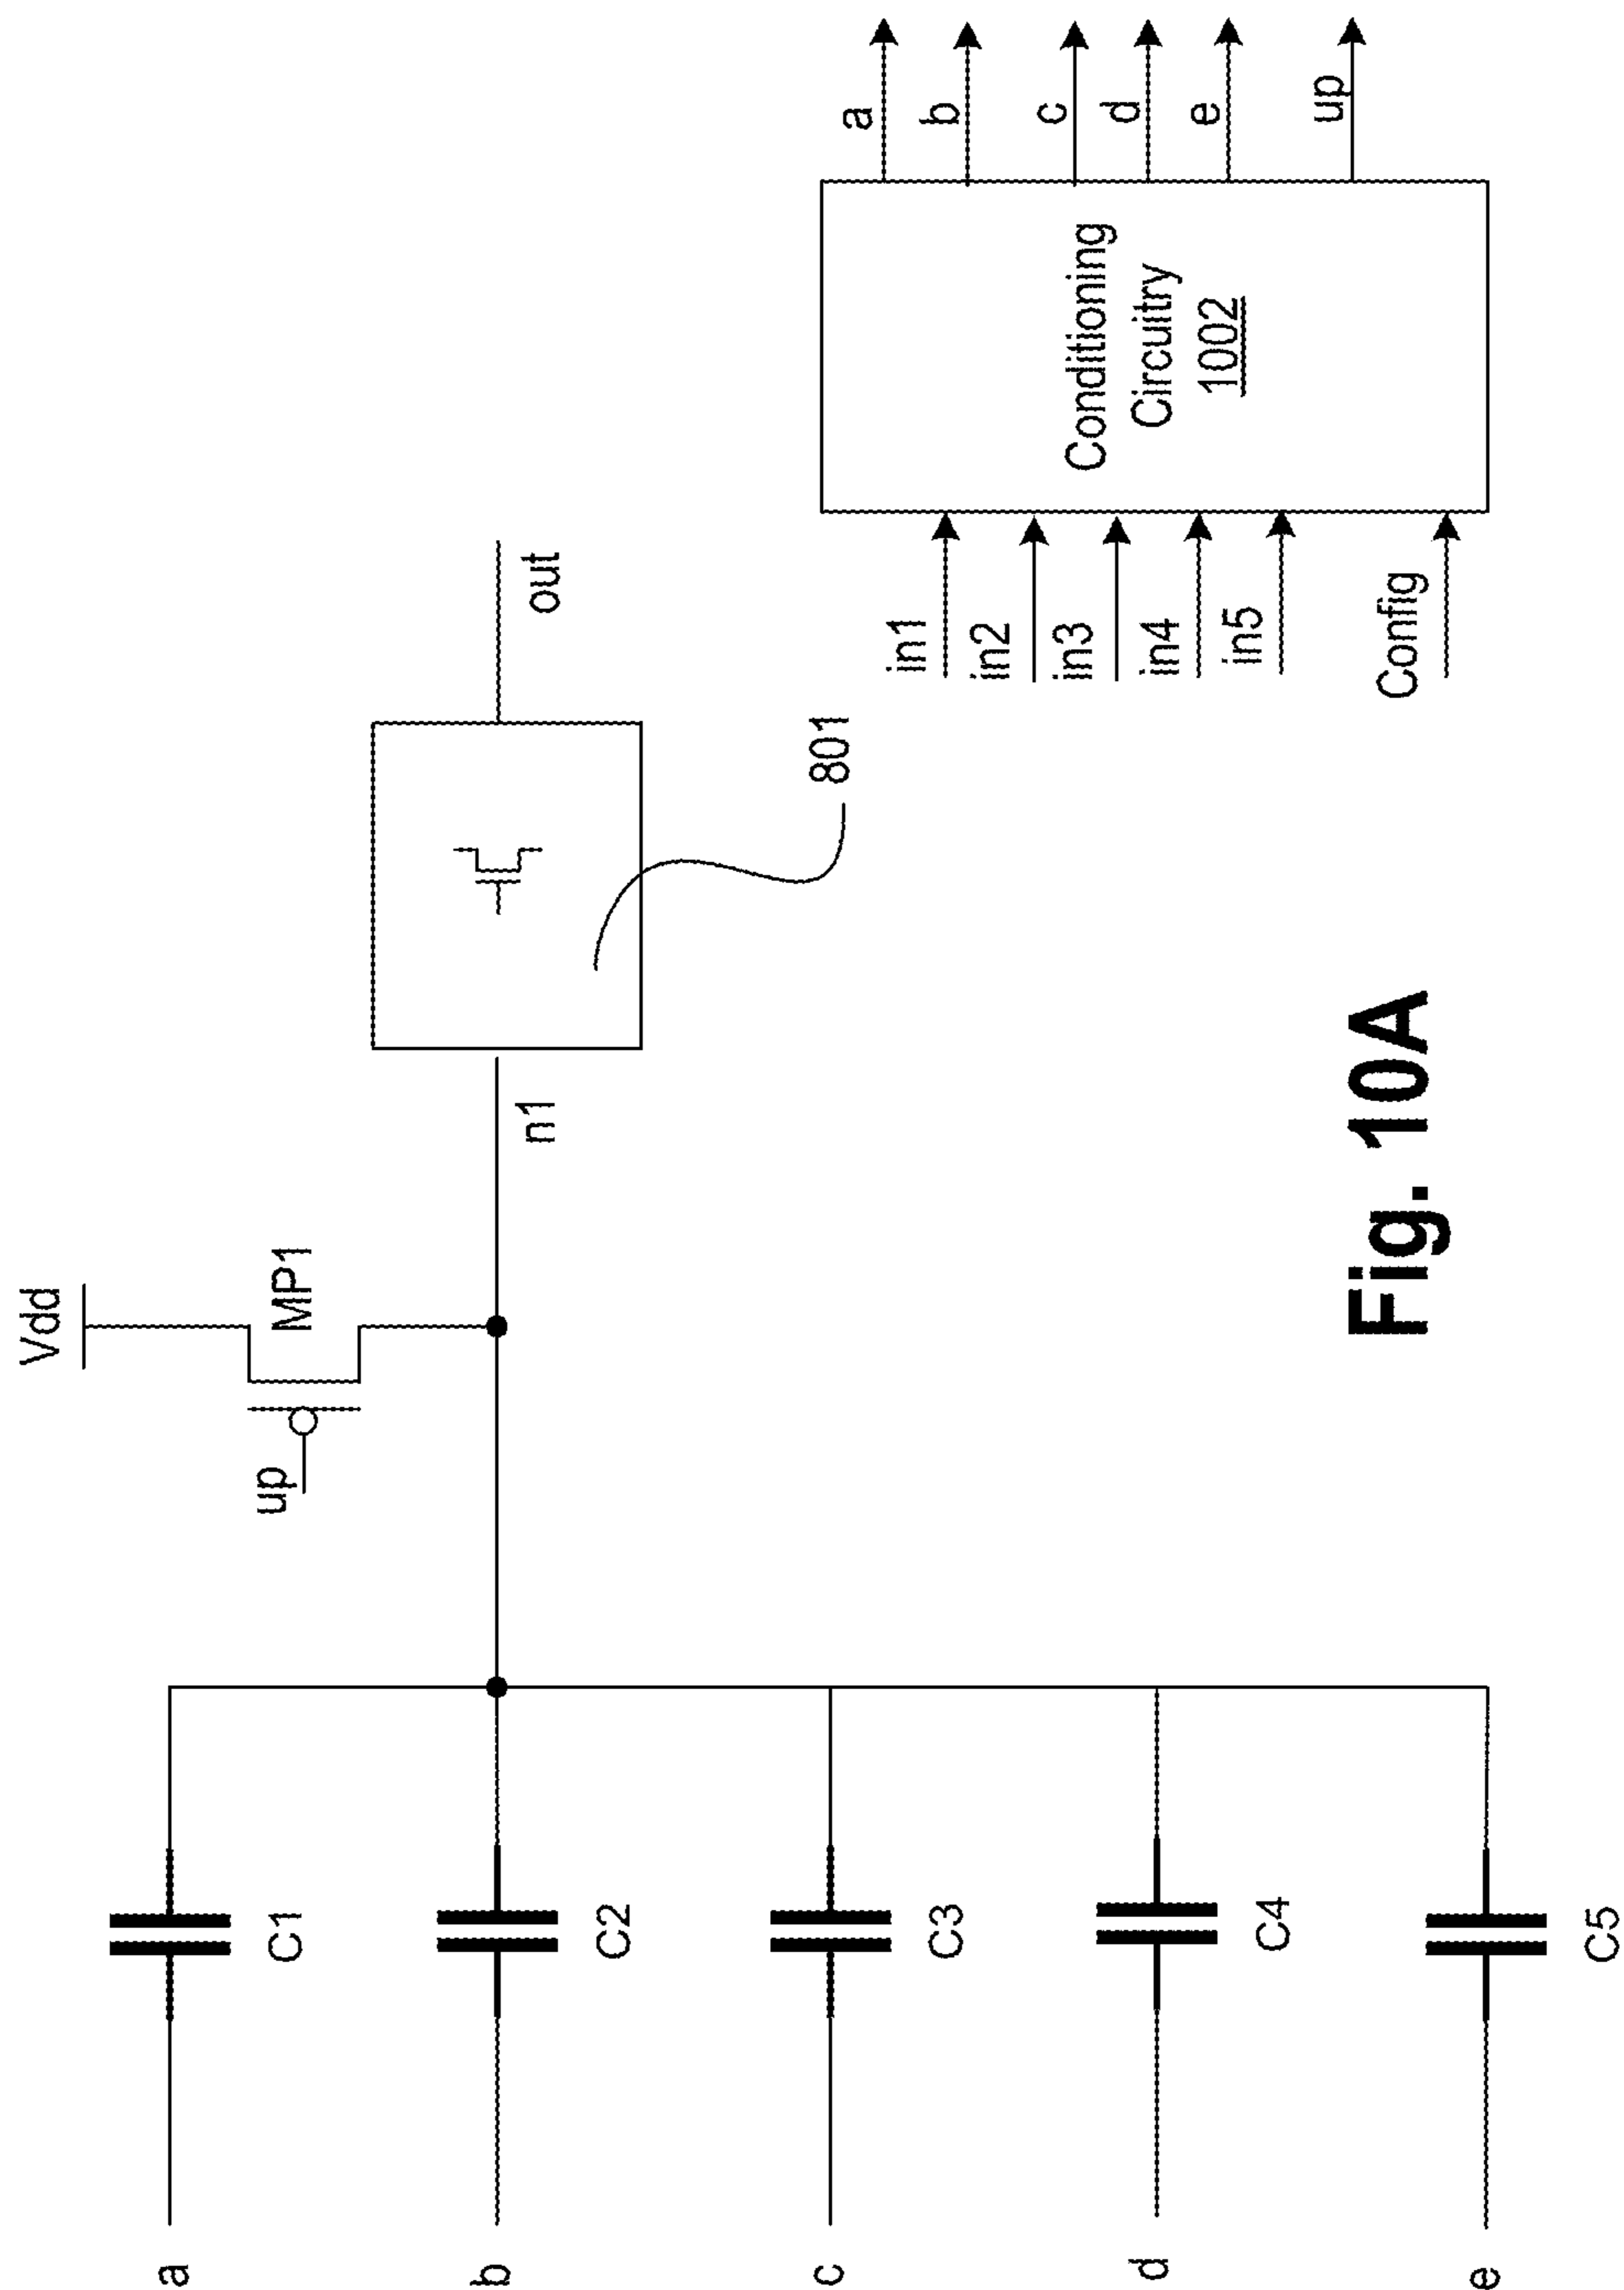 Vdd
up
MP1
a
C1
b
C2
n1
out
801
c
C3
d
C4
e
C5
in1
in2
in3
in4
in5
Config
Conditioning
Circuitry
1002
a
b
c
d
e
up
Fig. 10A